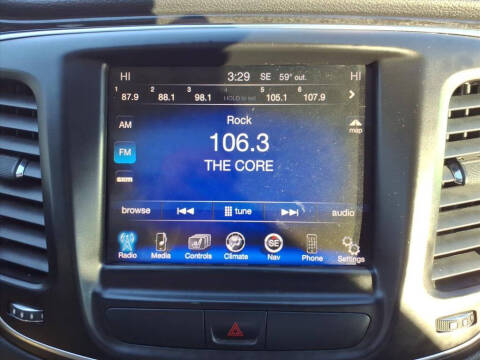 HI 3:29 SE 59° out. HI
1 2 3 4 5 6
87.9 88.1 98.1 HOLD to set 105.1 107.9
AM
Rock
map
FM
106.3
THE CORE
browse tune audio
Radio Media Controls Climate Nav Phone Settings
SE